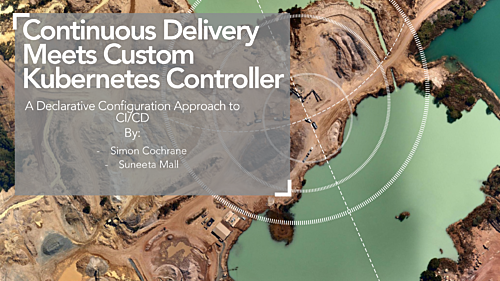 Continuous Delivery
Meets Custom
Kubernetes Controller
A Declarative Configuration Approach to
CI/CD
By:
- Simon Cochrane
- Suneeta Mall